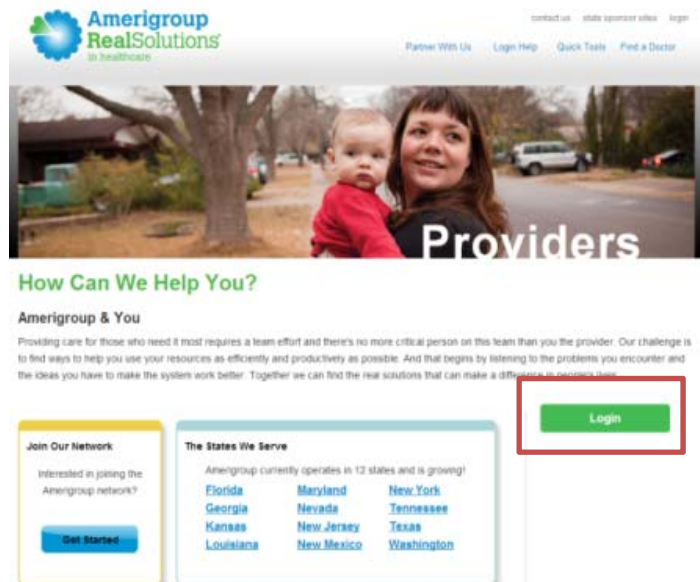 Amerigroup
RealSolutions
in healthcare
contact us state sponsor sites login
Partner With Us Login Help Quick Tools Find a Doctor
Providers
How Can We Help You?
Amerigroup & You
Providing care for those who need it most requires a team effort and there's no more critical person on this team than you the provider. Our challenge is
to find ways to help you use your resources as efficiently and productively as possible. And that begins by listening to the problems you encounter and
the ideas you have to make the system work better. Together we can find the real solutions that can make a difference in people's lives.
Login
Join Our Network
Interested in joining the
Amerigroup network?
Get Started
The States We Serve
Amerigroup currently operates in 12 states and is growing!
Florida Maryland New York
Georgia Nevada Tennessee
Kansas New Jersey Texas
Louisiana New Mexico Washington